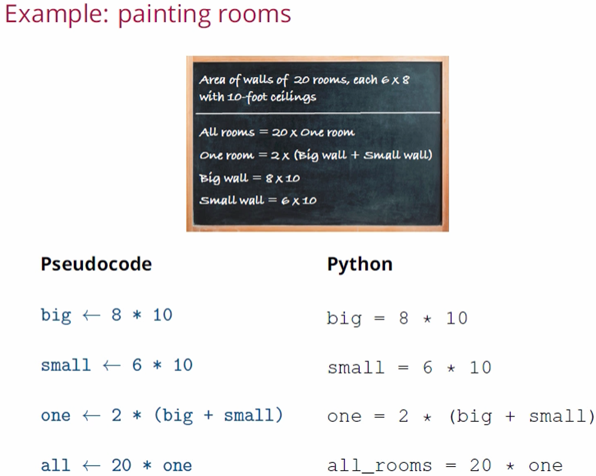 Example: painting rooms
Area of walls of 20 rooms, each 6 x 8
with 10-foot ceilings
All rooms = 20 x One room
One room = 2 x (Big wall + Small wall)
Big wall = 8 x 10
Small wall = 6 x 10
Pseudocode
big ← 8 * 10
small ← 6 * 10
one ← 2 * (big + small)
all ← 20 * one
Python
big = 8 * 10
small = 6 * 10
one = 2 * (big + small)
all_rooms = 20 * one